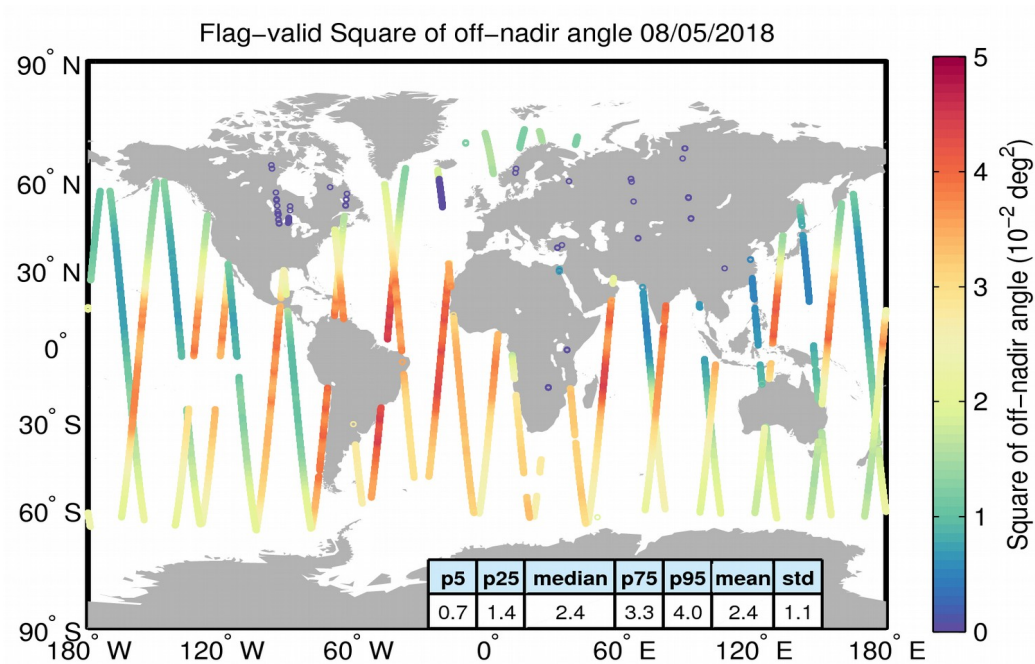 Flag−valid Square of off−nadir angle 08/05/2018
90° N
60° N
30° N
0°
30° S
60° S
90° S
180° W
120° W
60° W
0°
60° E
120° E
180° E
p5 p25 median p75 p95 mean std
0.7 1.4 2.4 3.3 4.0 2.4 1.1
5
4
3
2
1
0
Square of off−nadir angle (10⁻² deg²)